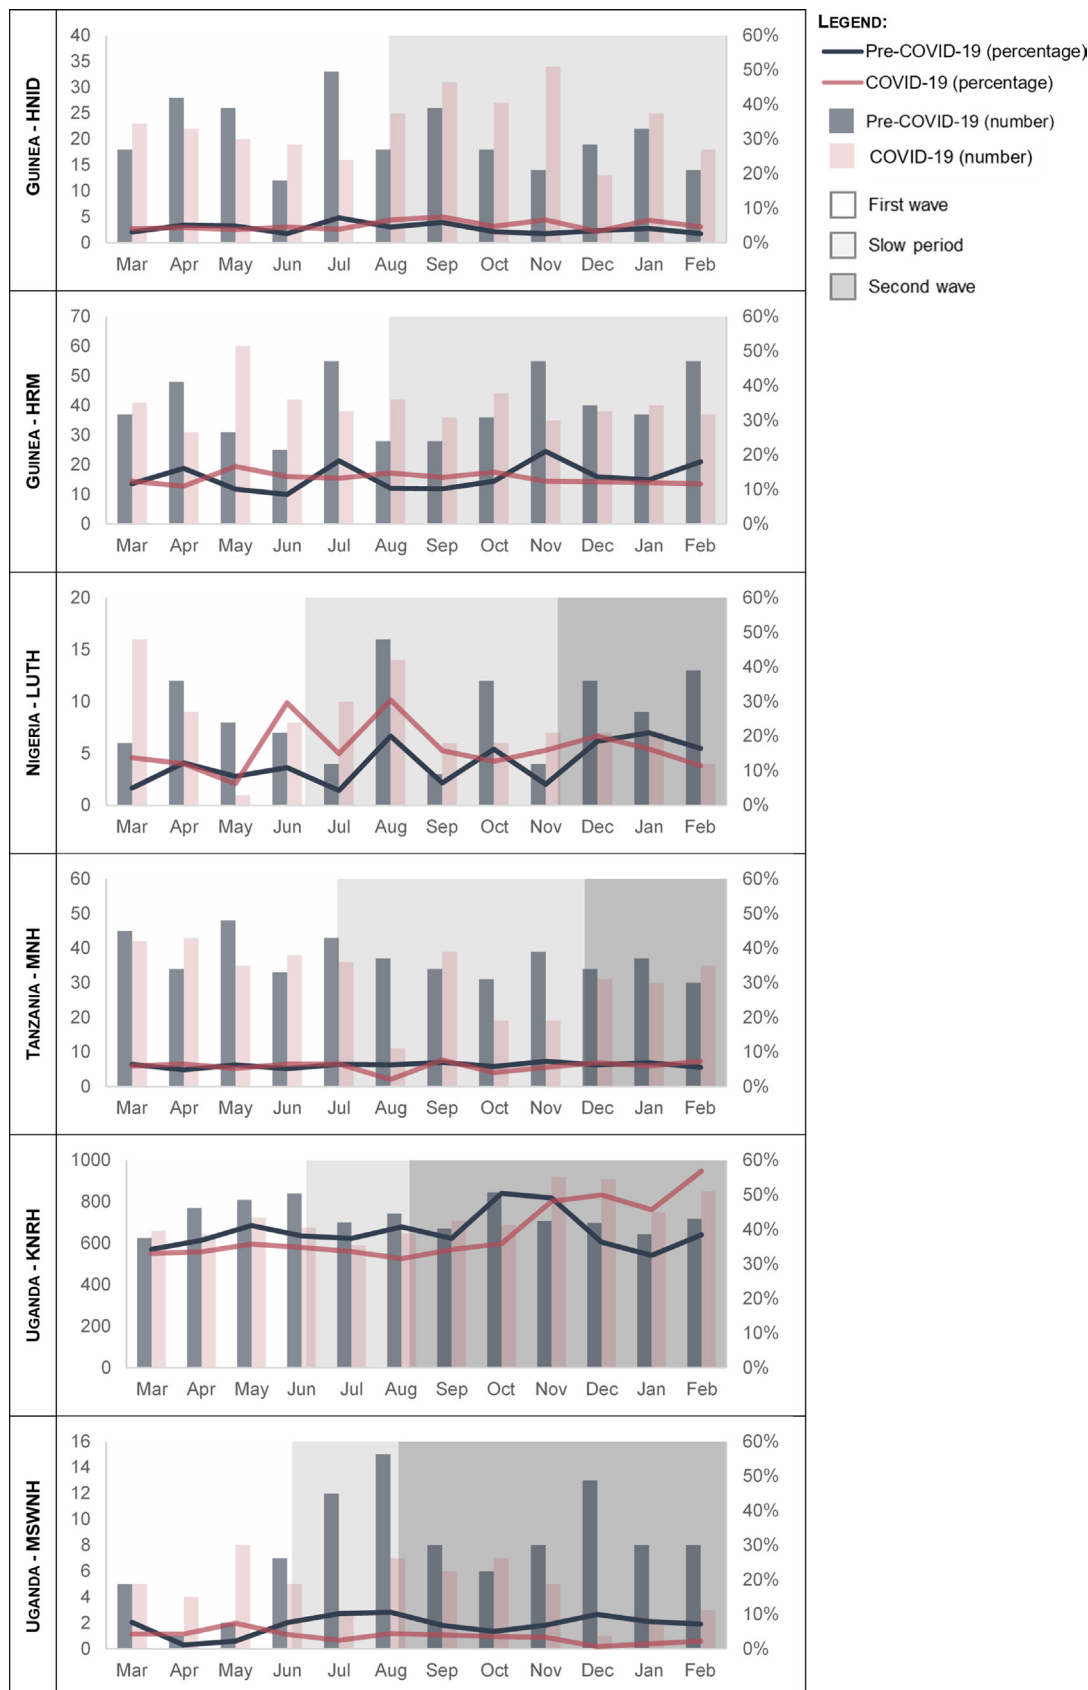 LEGEND:
Pre-COVID-19 (percentage)
COVID-19 (percentage)
Pre-COVID-19 (number)
COVID-19 (number)
First wave
Slow period
Second wave
GUINEA - HNID
40 60%
35 50%
30 40%
25
20 30%
15 20%
10
5 10%
0 0%
Mar Apr May Jun Jul Aug Sep Oct Nov Dec Jan Feb
GUINEA - HRM
70 60%
60 50%
50 40%
40
30 30%
20 20%
10 10%
0 0%
Mar Apr May Jun Jul Aug Sep Oct Nov Dec Jan Feb
NIGERIA - LUTH
20 60%
50%
15 40%
10 30%
5 20%
10%
0 0%
Mar Apr May Jun Jul Aug Sep Oct Nov Dec Jan Feb
TANZANIA - MNH
60 60%
50 50%
40 40%
30 30%
20 20%
10 10%
0 0%
Mar Apr May Jun Jul Aug Sep Oct Nov Dec Jan Feb
UGANDA - KNRH
1000 60%
50%
800 40%
600 30%
400 20%
200 10%
0 0%
Mar Apr May Jun Jul Aug Sep Oct Nov Dec Jan Feb
UGANDA - MSWNH
16 60%
14 50%
12 40%
10
8 30%
6 20%
4
2 10%
0 0%
Mar Apr May Jun Jul Aug Sep Oct Nov Dec Jan Feb